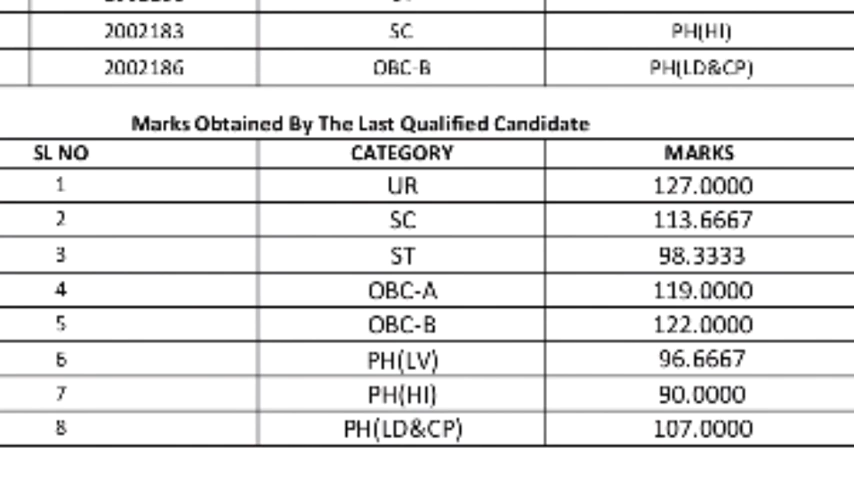 2002183 SC PH(HI)
2002186 OBC-B PH(LD&CP)
Marks Obtained By The Last Qualified Candidate
SL NO CATEGORY MARKS
1 UR 127.0000
2 SC 113.6667
3 ST 98.3333
4 OBC-A 119.0000
5 OBC-B 122.0000
6 PH(LV) 96.6667
7 PH(HI) 90.0000
8 PH(LD&CP) 107.0000